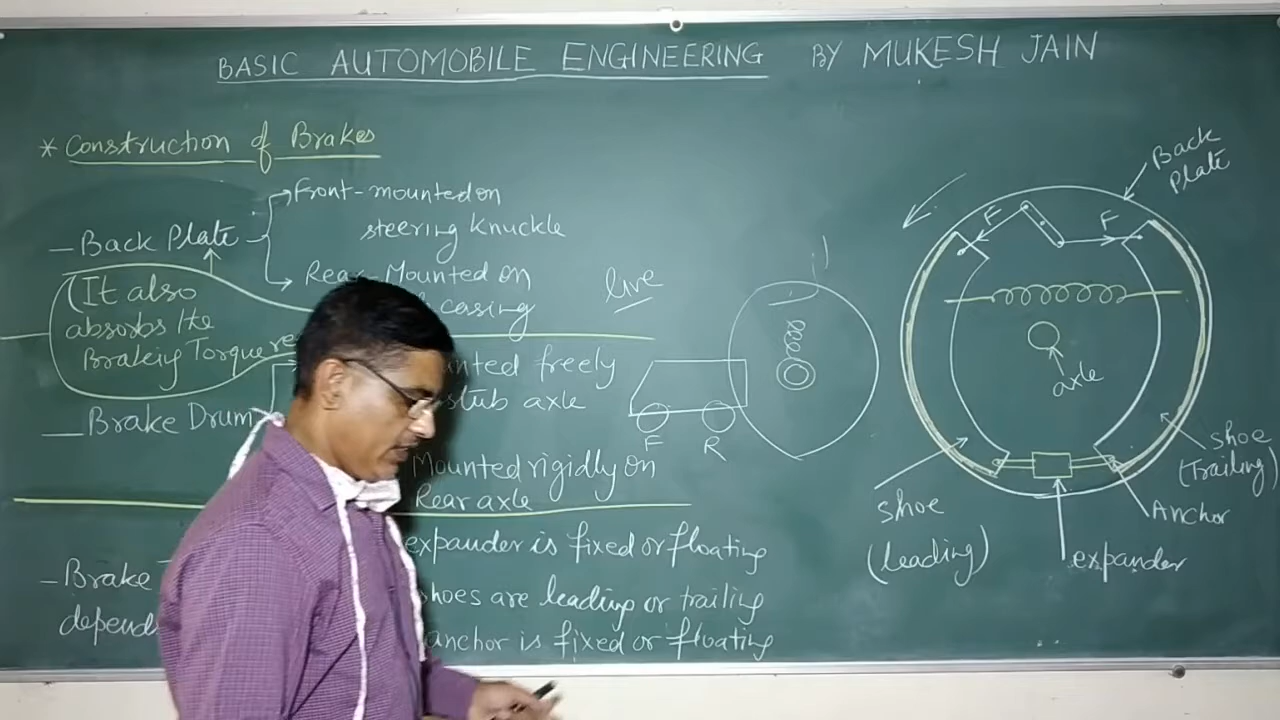 BASIC AUTOMOBILE ENGINEERING BY MUKESH JAIN
* Construction of Brakes
- Back Plate
Front-mounted on
steering knuckle
Rear-Mounted on
casing
(It also
absorbs the
Braking Torque re
- Brake Drum
nted freely
stub axle
Mounted rigidly on
Rear axle
- Brake
depend
expander is fixed or floating
shoes are leading or trailing
anchor is fixed or floating
live
F
R
Back
Plate
F
F
axle
shoe
(Trailing)
Anchor
expander
shoe
(leading)